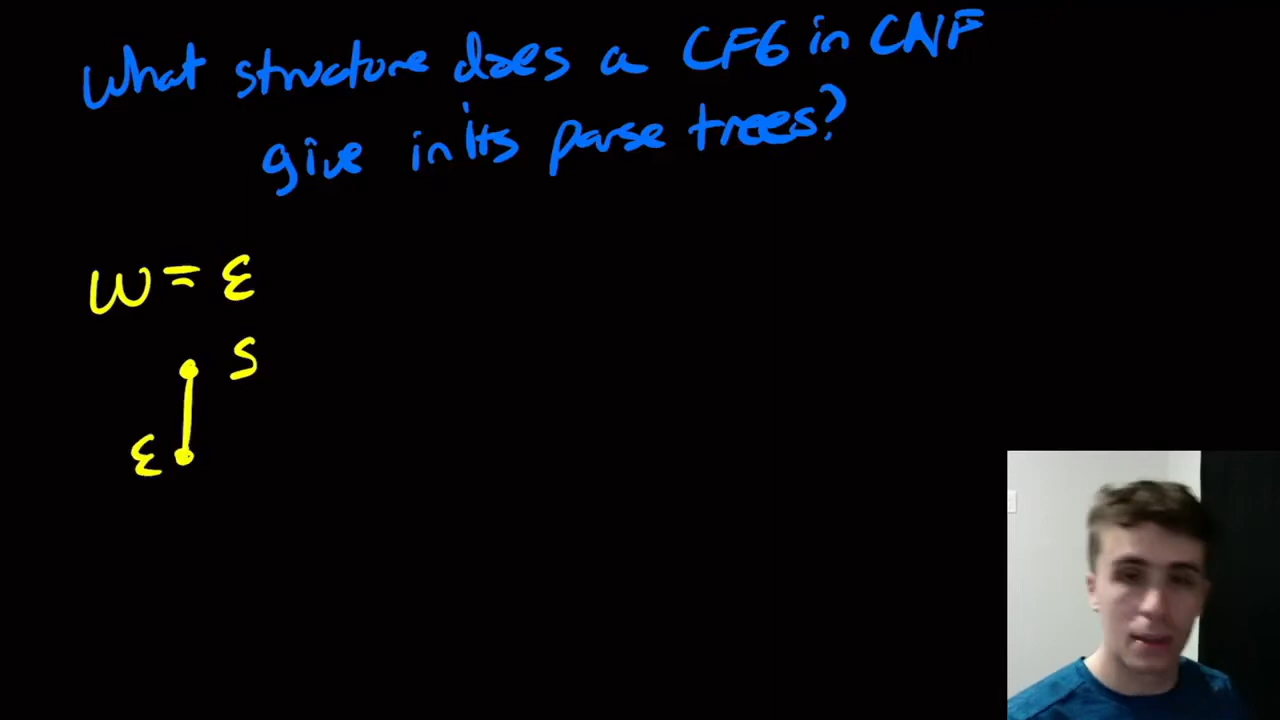 What structure does a CFG in CNF
give in its parse trees?
W = ε
S
ε